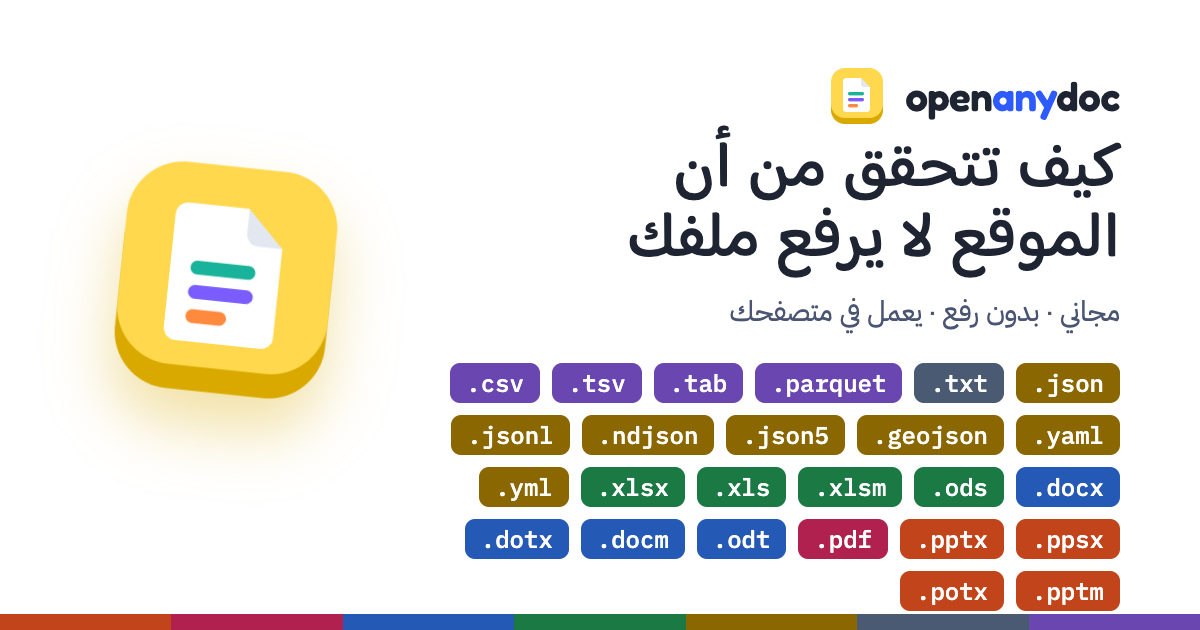 openanydoc
كيف تتحقق من أن
الموقع لا يرفع ملفك
مجاني · بدون رفع · يعمل في متصفحك
.csv .tsv .tab .parquet .txt .json
.jsonl .ndjson .json5 .geojson .yaml
.yml .xlsx .xls .xlsm .ods .docx
.dotx .docm .odt .pdf .pptx .ppsx
.potx .pptm